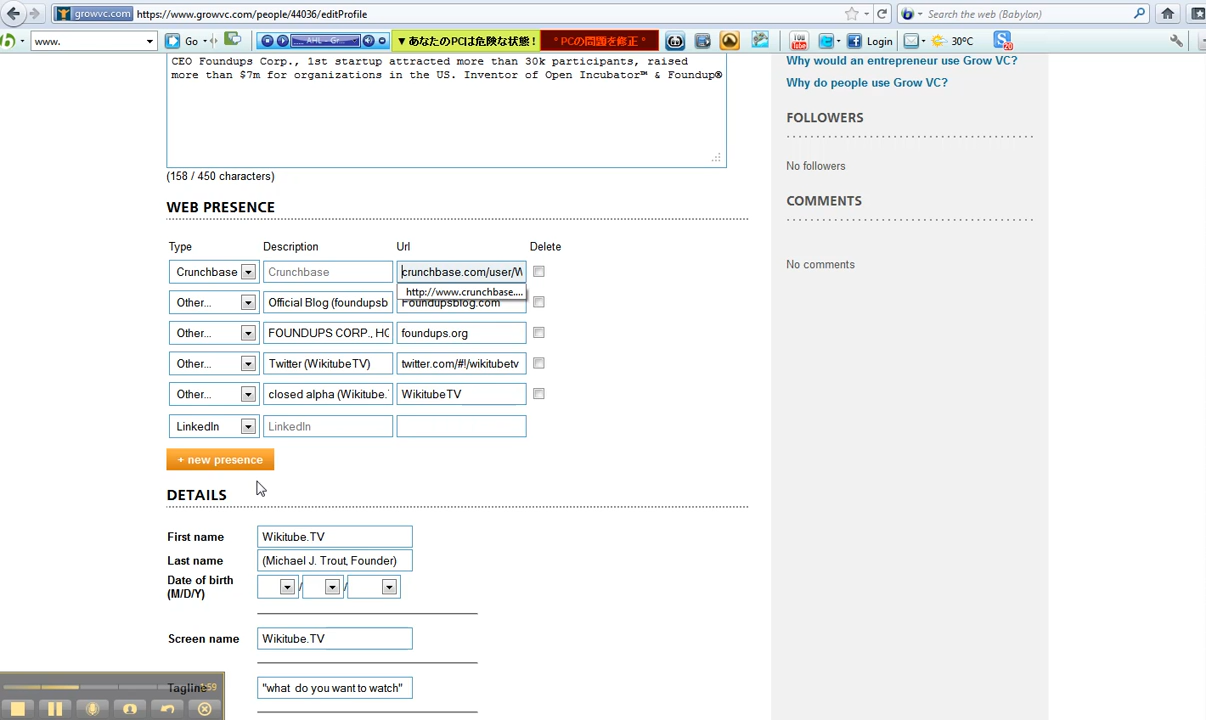 growvc.com
https://www.growvc.com/people/44036/editProfile
Search the web (Babylon)
www.
Go
AHL - Gr...
▼あなたのPCは危険な状態!
* PCの問題を修正 *
You
Login
30℃
20
CEO Foundups Corp., 1st startup attracted more than 30k participants, raised
more than $7m for organizations in the US. Inventor of Open Incubator™ & Foundup®
(158 / 450 characters)
WEB PRESENCE
Type Description Url Delete
Crunchbase Crunchbase crunchbase.com/user/W
http://www.crunchbase....
Other... Official Blog (foundupsb Foundupsblog.com
Other... FOUNDUPS CORP., HC foundups.org
Other... Twitter (WikitubeTV) twitter.com/#!/wikitubetv
Other... closed alpha (Wikitube. WikitubeTV
LinkedIn LinkedIn
+ new presence
DETAILS
First name Wikitube.TV
Last name (Michael J. Trout, Founder)
Date of birth
(M/D/Y) / /
Screen name Wikitube.TV
Tagline "what do you want to watch"
1:59
Why would an entrepreneur use Grow VC?
Why do people use Grow VC?
FOLLOWERS
No followers
COMMENTS
No comments